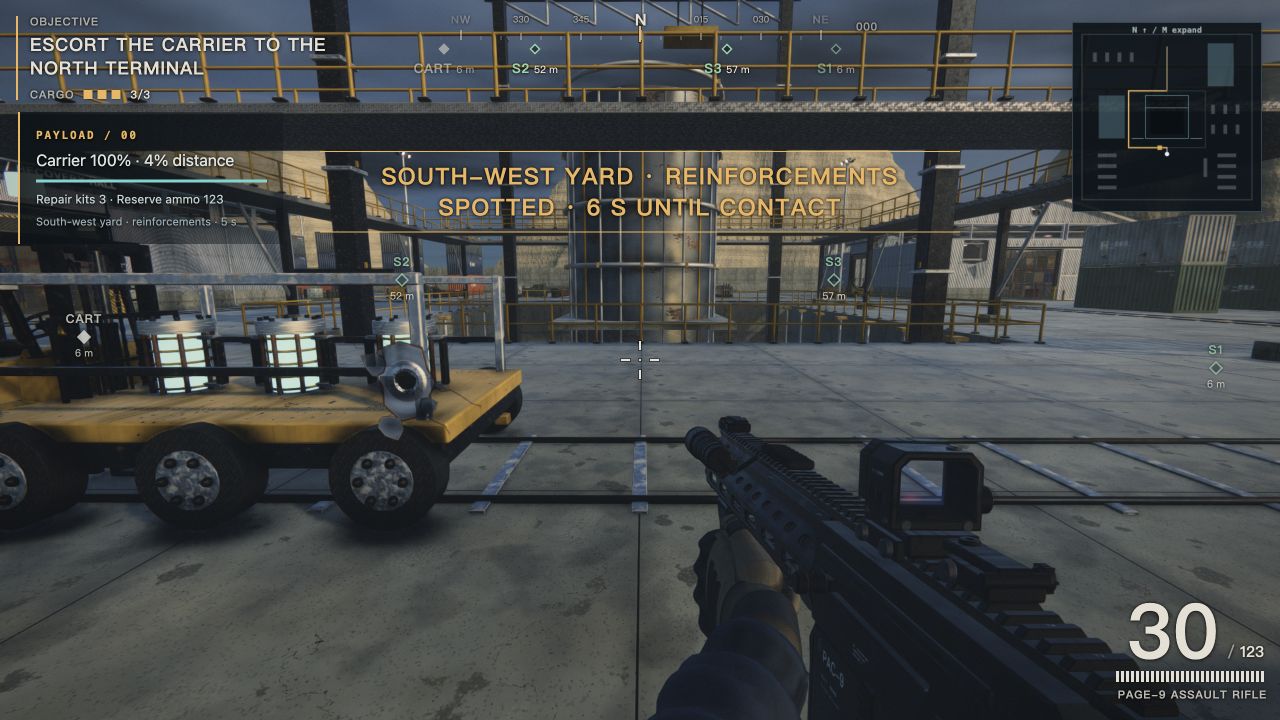 OBJECTIVE
ESCORT THE CARRIER TO THE
NORTH TERMINAL
CARGO 3/3
PAYLOAD / 00
Carrier 100% · 4% distance
Repair kits 3 · Reserve ammo 123
South-west yard · reinforcements · 5 s
NW 330 345 N 015 030 NE 000
CART 6 m S2 52 m S3 57 m S1 6 m
N ↑ / M expand
SOUTH-WEST YARD · REINFORCEMENTS
SPOTTED · 6 S UNTIL CONTACT
S2
52 m
S3
57 m
CART
6 m
S1
6 m
PAC-9
30 / 123
PAGE-9 ASSAULT RIFLE